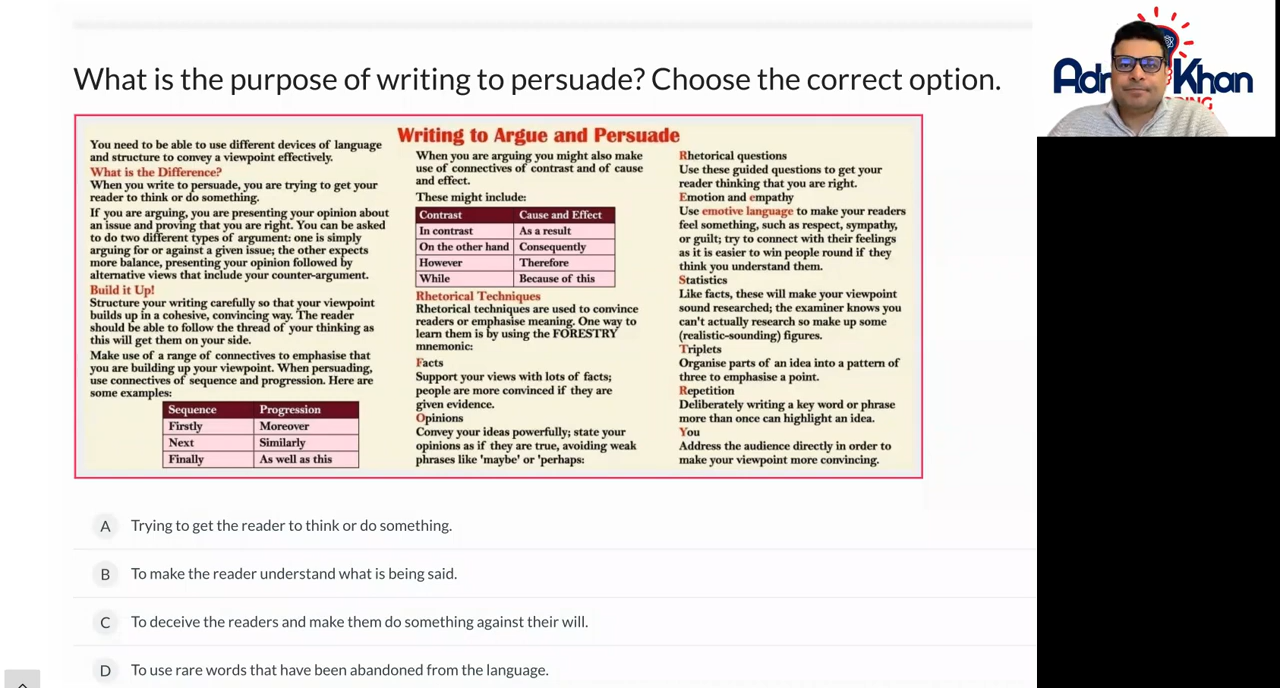 What is the purpose of writing to persuade? Choose the correct option.
Writing to Argue and Persuade
You need to be able to use different devices of language
and structure to convey a viewpoint effectively.
What is the Difference?
When you write to persuade, you are trying to get your
reader to think or do something.
If you are arguing, you are presenting your opinion about
an issue and proving that you are right. You can be asked
to do two different types of argument: one is simply
arguing for or against a given issue; the other expects
more balance, presenting your opinion followed by
alternative views that include your counter-argument.
Build it Up!
Structure your writing carefully so that your viewpoint
builds up in a cohesive, convincing way. The reader
should be able to follow the thread of your thinking as
this will get them on your side.
Make use of a range of connectives to emphasise that
you are building up your viewpoint. When persuading,
use connectives of sequence and progression. Here are
some examples:
Sequence Progression
Firstly Moreover
Next Similarly
Finally As well as this
When you are arguing you might also make
use of connectives of contrast and of cause
and effect.
These might include:
Contrast Cause and Effect
In contrast As a result
On the other hand Consequently
However Therefore
While Because of this
Rhetorical Techniques
Rhetorical techniques are used to convince
readers or emphasise meaning. One way to
learn them is by using the FORESTRY
mnemonic:
Facts
Support your views with lots of facts;
people are more convinced if they are
given evidence.
Opinions
Convey your ideas powerfully; state your
opinions as if they are true, avoiding weak
phrases like 'maybe' or 'perhaps:
Rhetorical questions
Use these guided questions to get your
reader thinking that you are right.
Emotion and empathy
Use emotive language to make your readers
feel something, such as respect, sympathy,
or guilt; try to connect with their feelings
as it is easier to win people round if they
think you understand them.
Statistics
Like facts, these will make your viewpoint
sound researched; the examiner knows you
can't actually research so make up some
(realistic-sounding) figures.
Triplets
Organise parts of an idea into a pattern of
three to emphasise a point.
Repetition
Deliberately writing a key word or phrase
more than once can highlight an idea.
You
Address the audience directly in order to
make your viewpoint more convincing.
A Trying to get the reader to think or do something.
B To make the reader understand what is being said.
C To deceive the readers and make them do something against their will.
D To use rare words that have been abandoned from the language.
Khan